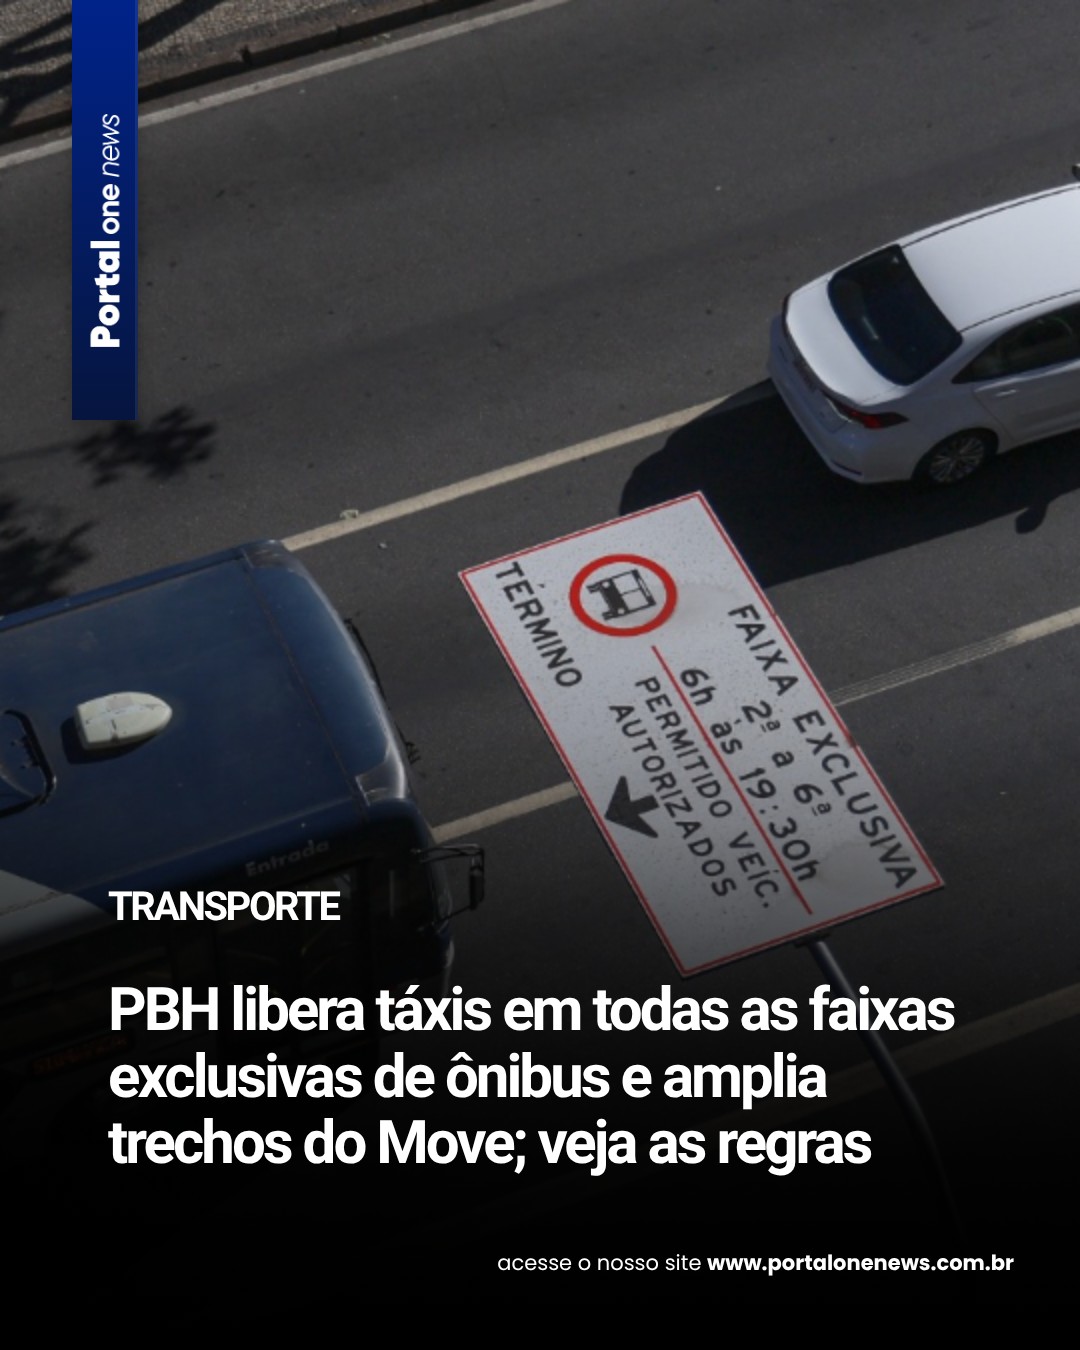 Portal one news
FAIXA EXCLUSIVA
2ª a 6ª
6h às 19:30h
PERMITIDO VEÍC.
AUTORIZADOS
TÉRMINO
Entrada
TRANSPORTE
PBH libera táxis em todas as faixas
exclusivas de ônibus e amplia
trechos do Move; veja as regras
acesse o nosso site www.portalonenews.com.br